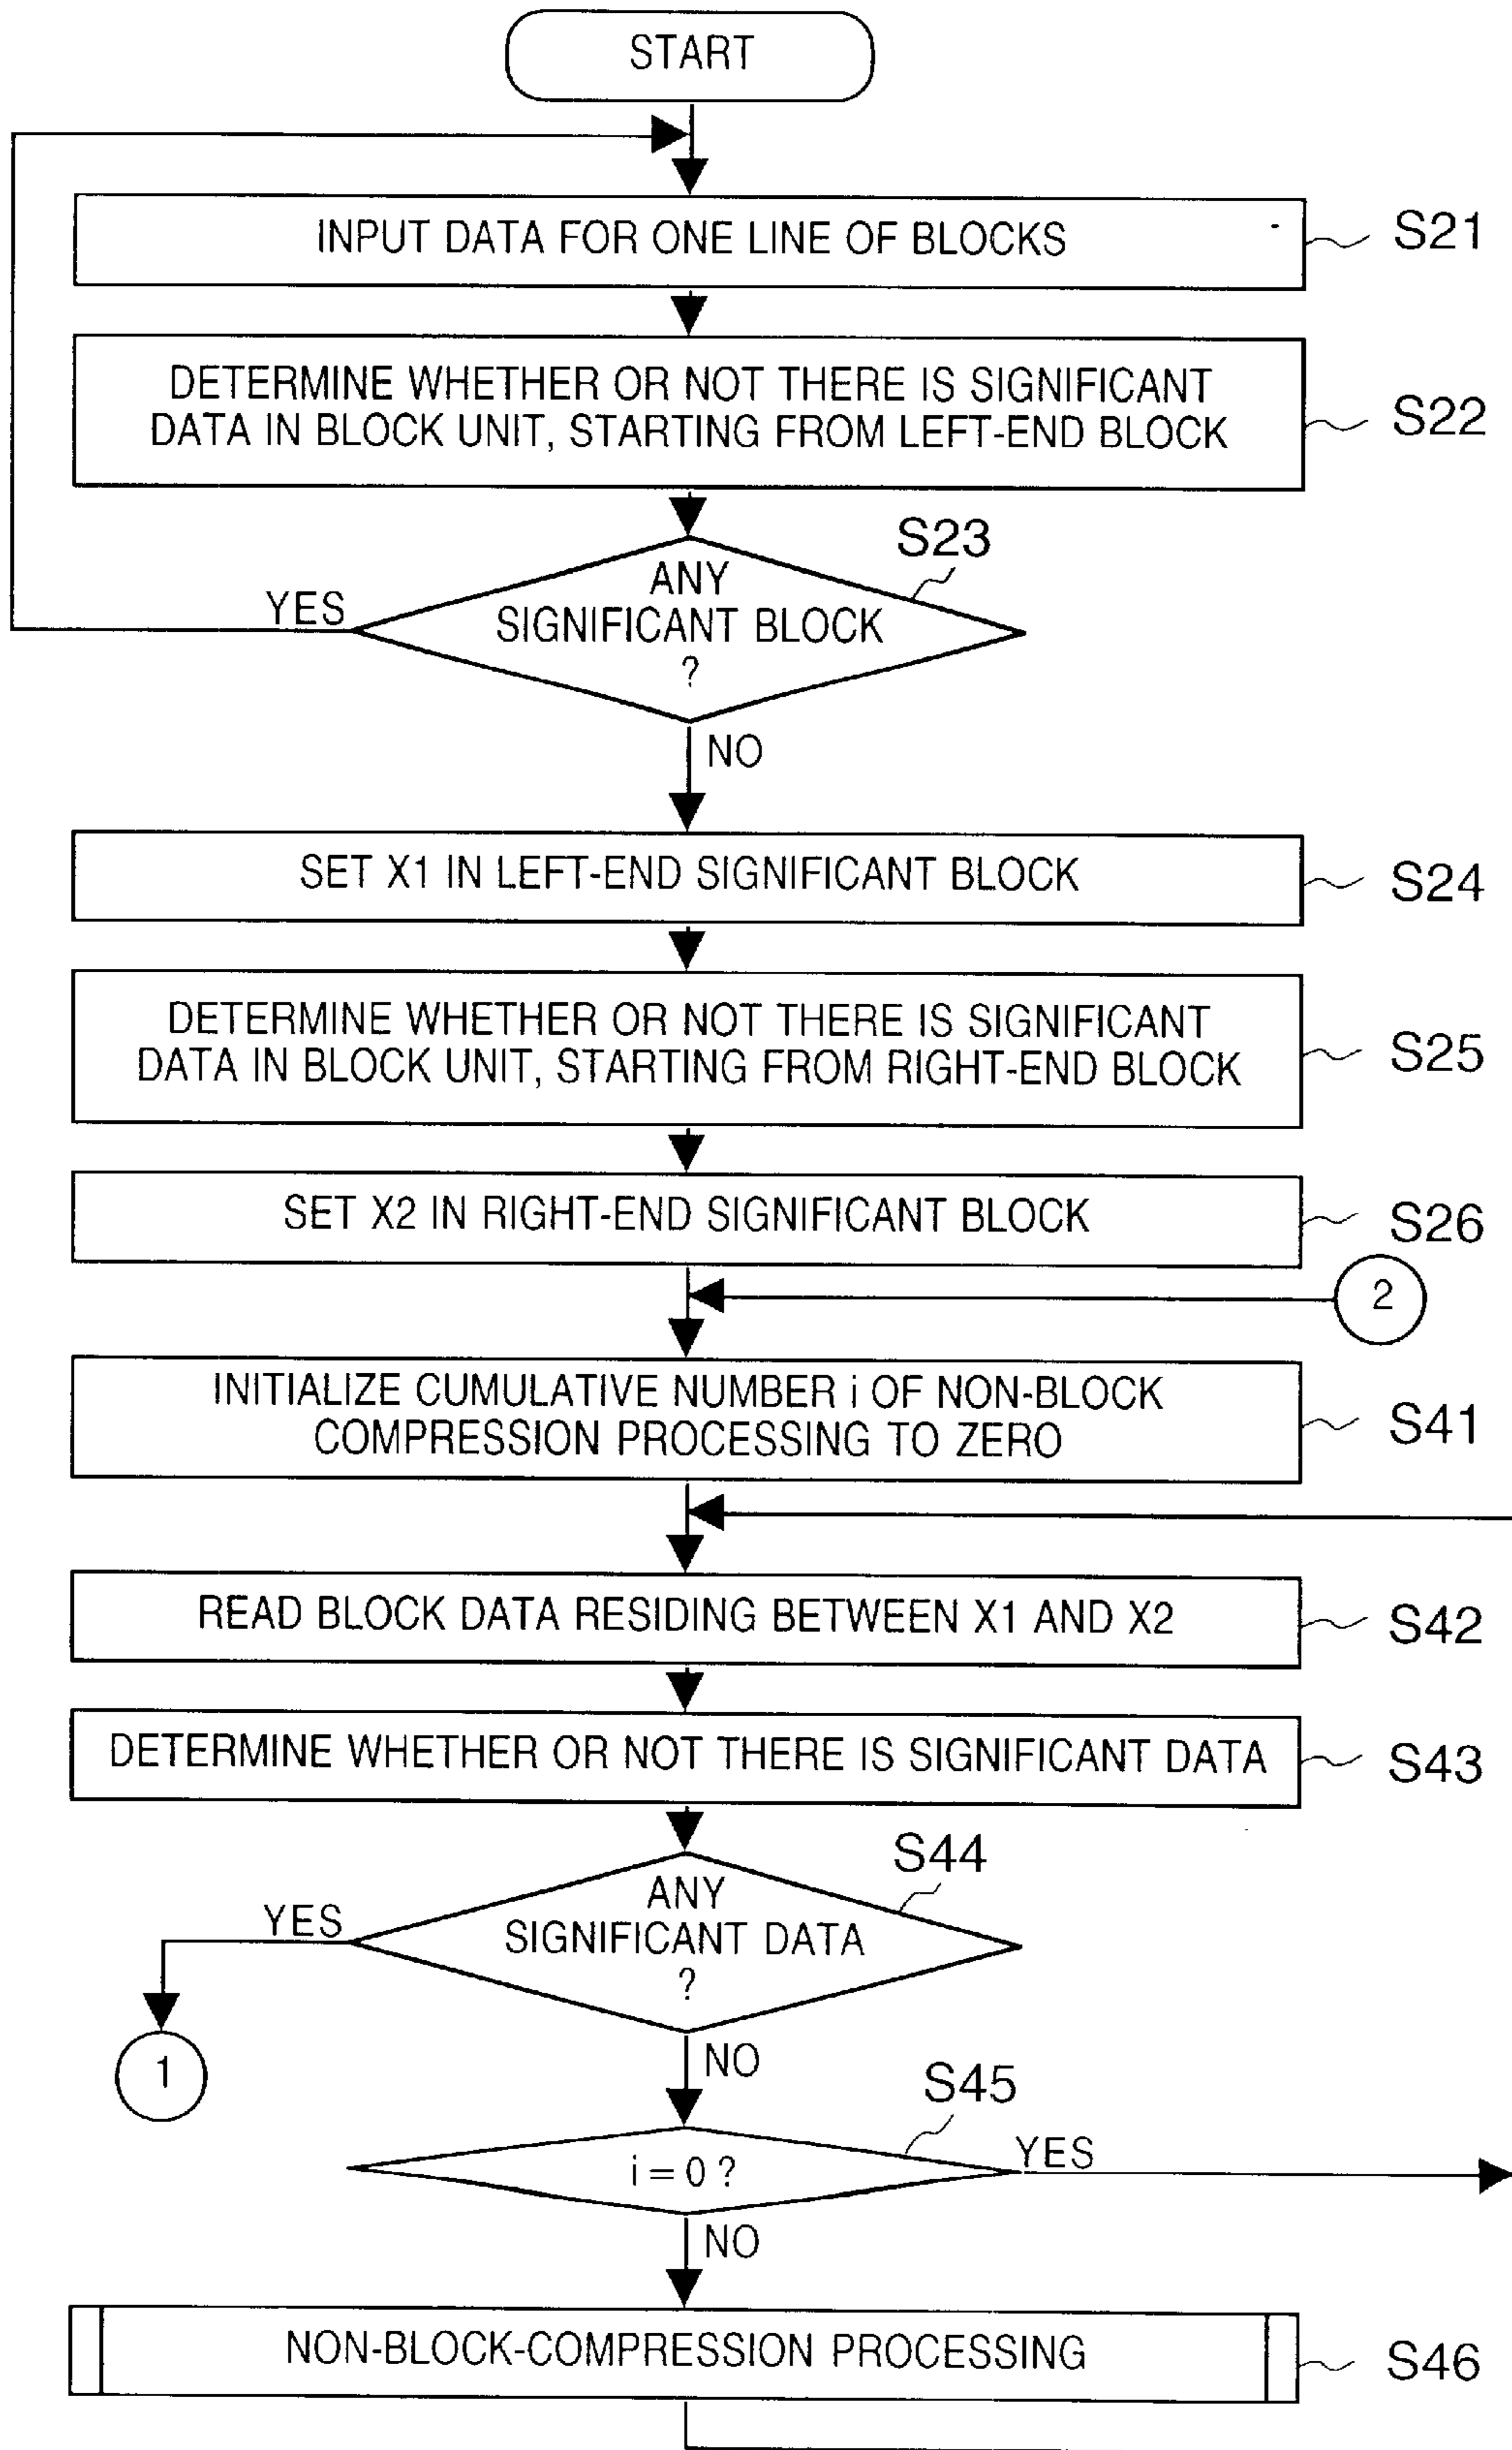 START
INPUT DATA FOR ONE LINE OF BLOCKS
S21
DETERMINE WHETHER OR NOT THERE IS SIGNIFICANT
DATA IN BLOCK UNIT, STARTING FROM LEFT-END BLOCK
S22
S23
ANY
SIGNIFICANT BLOCK
?
YES
NO
SET X1 IN LEFT-END SIGNIFICANT BLOCK
S24
DETERMINE WHETHER OR NOT THERE IS SIGNIFICANT
DATA IN BLOCK UNIT, STARTING FROM RIGHT-END BLOCK
S25
SET X2 IN RIGHT-END SIGNIFICANT BLOCK
S26
2
INITIALIZE CUMULATIVE NUMBER i OF NON-BLOCK
COMPRESSION PROCESSING TO ZERO
S41
READ BLOCK DATA RESIDING BETWEEN X1 AND X2
S42
DETERMINE WHETHER OR NOT THERE IS SIGNIFICANT DATA
S43
S44
ANY
SIGNIFICANT DATA
?
YES
1
NO
S45
i = 0 ?
YES
NO
NON-BLOCK-COMPRESSION PROCESSING
S46